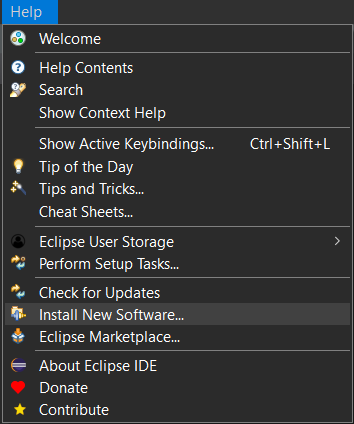 Help
Welcome
Help Contents
Search
Show Context Help
Show Active Keybindings... Ctrl+Shift+L
Tip of the Day
Tips and Tricks...
Cheat Sheets...
Eclipse User Storage
Perform Setup Tasks...
Check for Updates
Install New Software...
Eclipse Marketplace...
About Eclipse IDE
Donate
Contribute